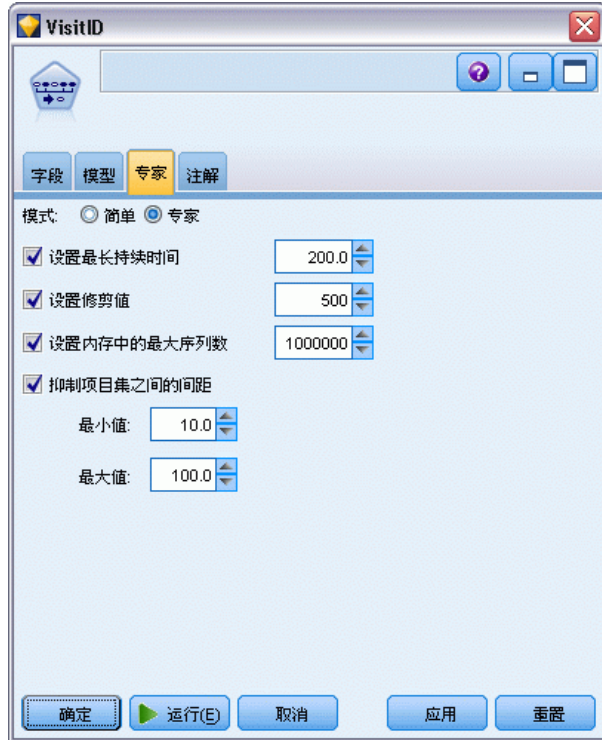 VisitID
字段 模型 专家 注解
模式: 简单 专家
设置最长持续时间 200.0
设置修剪值 500
设置内存中的最大序列数 1000000
抑制项目集之间的间距
最小值: 10.0
最大值: 100.0
确定 运行(E) 取消 应用 重置